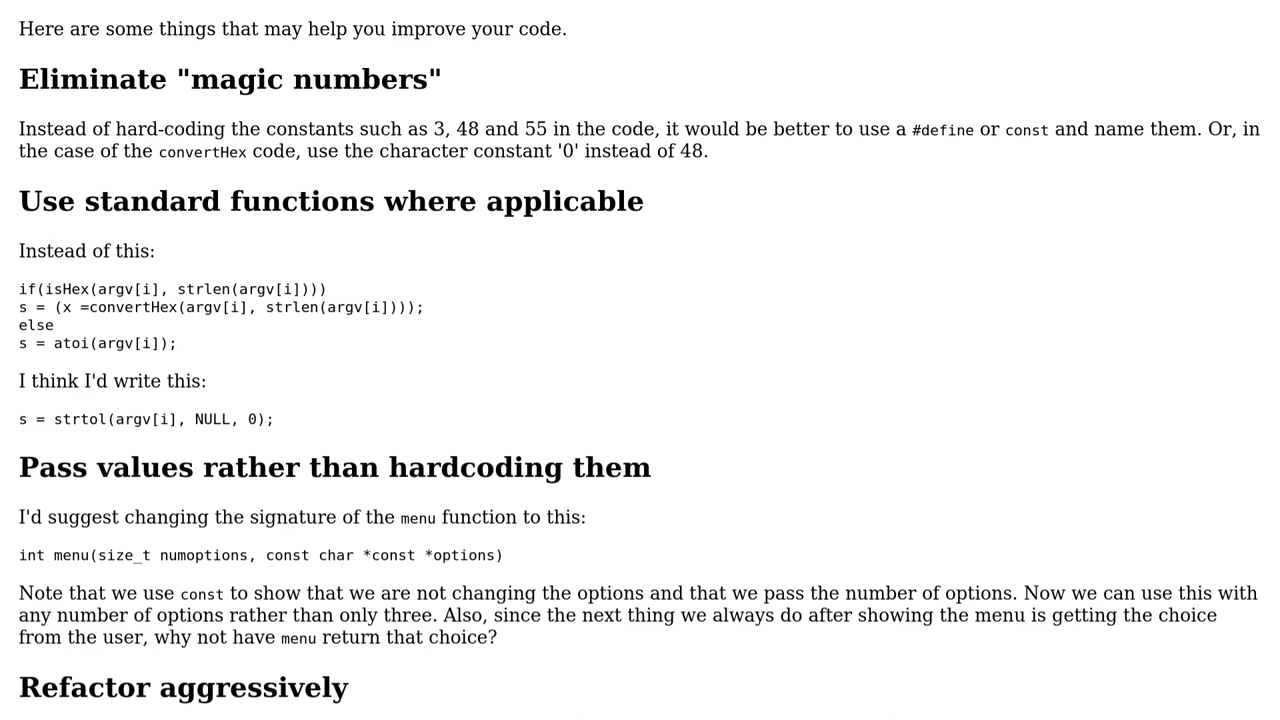 Here are some things that may help you improve your code.
Eliminate "magic numbers"
Instead of hard-coding the constants such as 3, 48 and 55 in the code, it would be better to use a #define or const and name them. Or, in
the case of the convertHex code, use the character constant '0' instead of 48.
Use standard functions where applicable
Instead of this:
if(isHex(argv[i], strlen(argv[i])))
s = (x =convertHex(argv[i], strlen(argv[i])));
else
s = atoi(argv[i]);
I think I'd write this:
s = strtol(argv[i], NULL, 0);
Pass values rather than hardcoding them
I'd suggest changing the signature of the menu function to this:
int menu(size_t numoptions, const char *const *options)
Note that we use const to show that we are not changing the options and that we pass the number of options. Now we can use this with
any number of options rather than only three. Also, since the next thing we always do after showing the menu is getting the choice
from the user, why not have menu return that choice?
Refactor aggressively